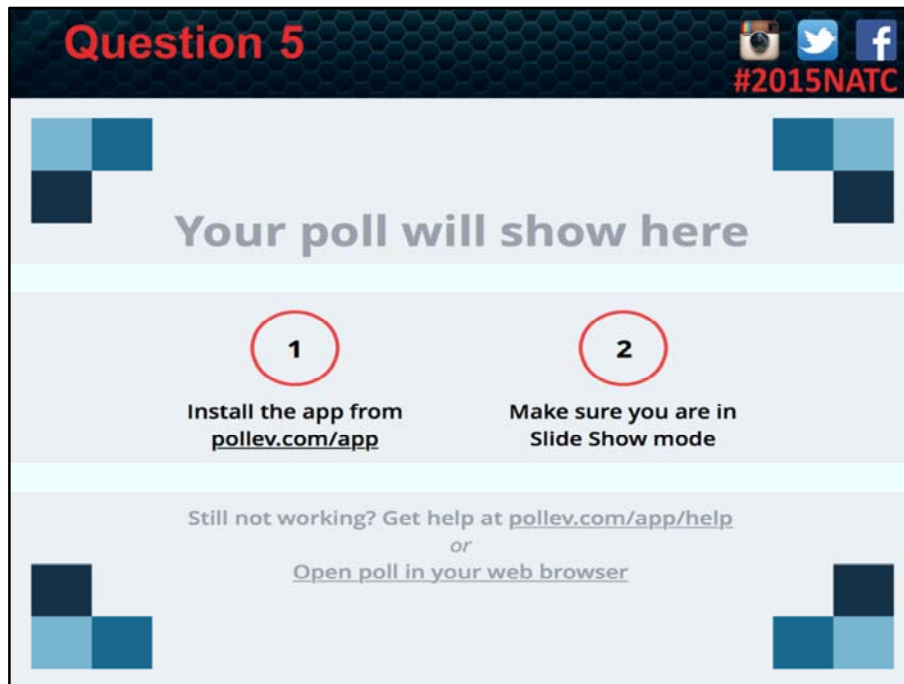 Question 5
#2015NATC
Your poll will show here
1
2
Install the app from
pollev.com/app
Make sure you are in
Slide Show mode
Still not working? Get help at pollev.com/app/help
or
Open poll in your web browser